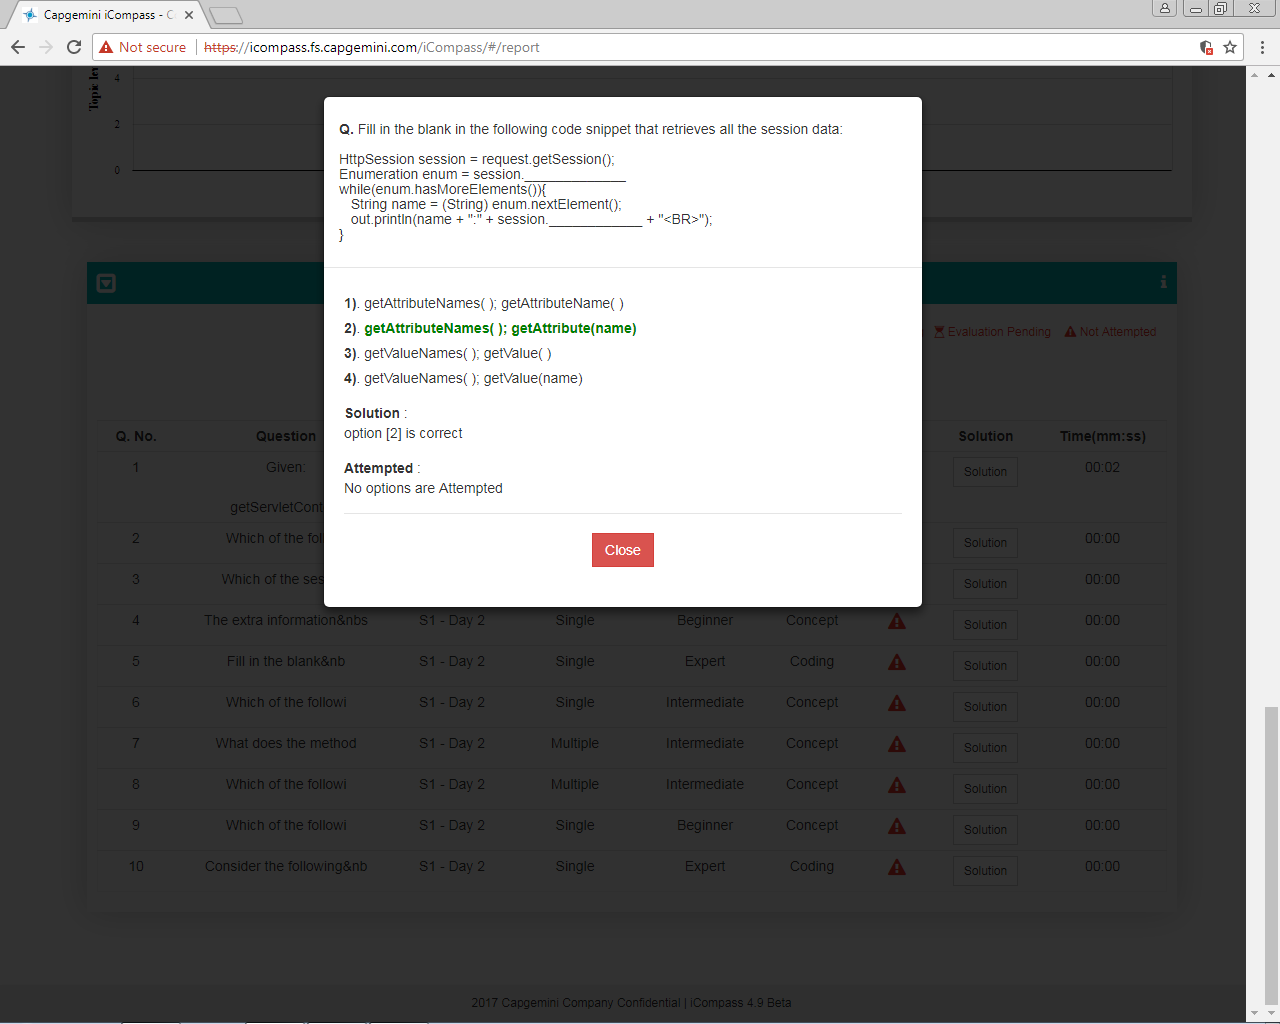 Capgemini iCompass - C
Not secure
https://icompass.fs.capgemini.com/iCompass/#/report
4
2
0
Q. Fill in the blank in the following code snippet that retrieves all the session data:
HttpSession session = request.getSession();
Enumeration enum = session._____________
while(enum.hasMoreElements()){
String name = (String) enum.nextElement();
out.println(name + ":" + session.____________ + "<BR>");
}
1). getAttributeNames( ); getAttributeName( )
2). getAttributeNames( ); getAttribute(name)
3). getValueNames( ); getValue( )
4). getValueNames( ); getValue(name)
Solution :
option [2] is correct
Attempted :
No options are Attempted
Close
Evaluation Pending Not Attempted
Q. No. Question Solution Time(mm:ss)
1 Given: Solution 00:02
getServletCont
2 Which of the fol Solution 00:00
3 Which of the ses Solution 00:00
4 The extra information&nbs S1 - Day 2 Single Beginner Concept Solution 00:00
5 Fill in the blank&nb S1 - Day 2 Single Expert Coding Solution 00:00
6 Which of the followi S1 - Day 2 Single Intermediate Concept Solution 00:00
7 What does the method S1 - Day 2 Multiple Intermediate Concept Solution 00:00
8 Which of the followi S1 - Day 2 Multiple Intermediate Concept Solution 00:00
9 Which of the followi S1 - Day 2 Single Beginner Concept Solution 00:00
10 Consider the following&nb S1 - Day 2 Single Expert Coding Solution 00:00
2017 Capgemini Company Confidential | iCompass 4.9 Beta